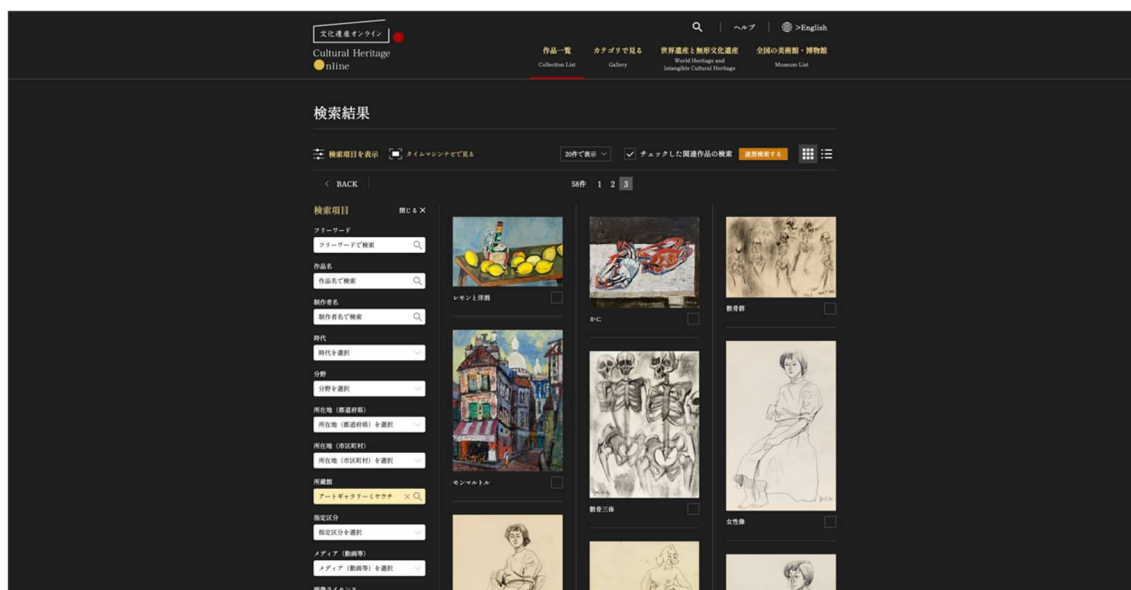 文化遺産オンライン
Cultural Heritage
Online
ヘルプ
>English
作品一覧
Collection List
カテゴリで見る
Gallery
世界遺産と無形文化遺産
World Heritage and
Intangible Cultural Heritage
全国の美術館・博物館
Museum List
検索結果
検索項目を表示
タイムマシンナビで見る
20件で表示
チェックした関連作品の検索
連想検索する
< BACK
58件 1 2 3
検索項目
閉じる ×
フリーワード
フリーワードで検索
作品名
作品名で検索
制作者名
制作者名で検索
時代
時代を選択
分野
分野を選択
所在地（都道府県）
所在地（都道府県）を選択
所在地（市区町村）
所在地（市区町村）を選択
所蔵館
アートギャラリーミヤウチ ×
指定区分
指定区分を選択
メディア（動画等）
メディア（動画等）を選択
画像ライセンス
レモンと洋酒
かに
骸骨群
モンマルトル
骸骨三体
女性像